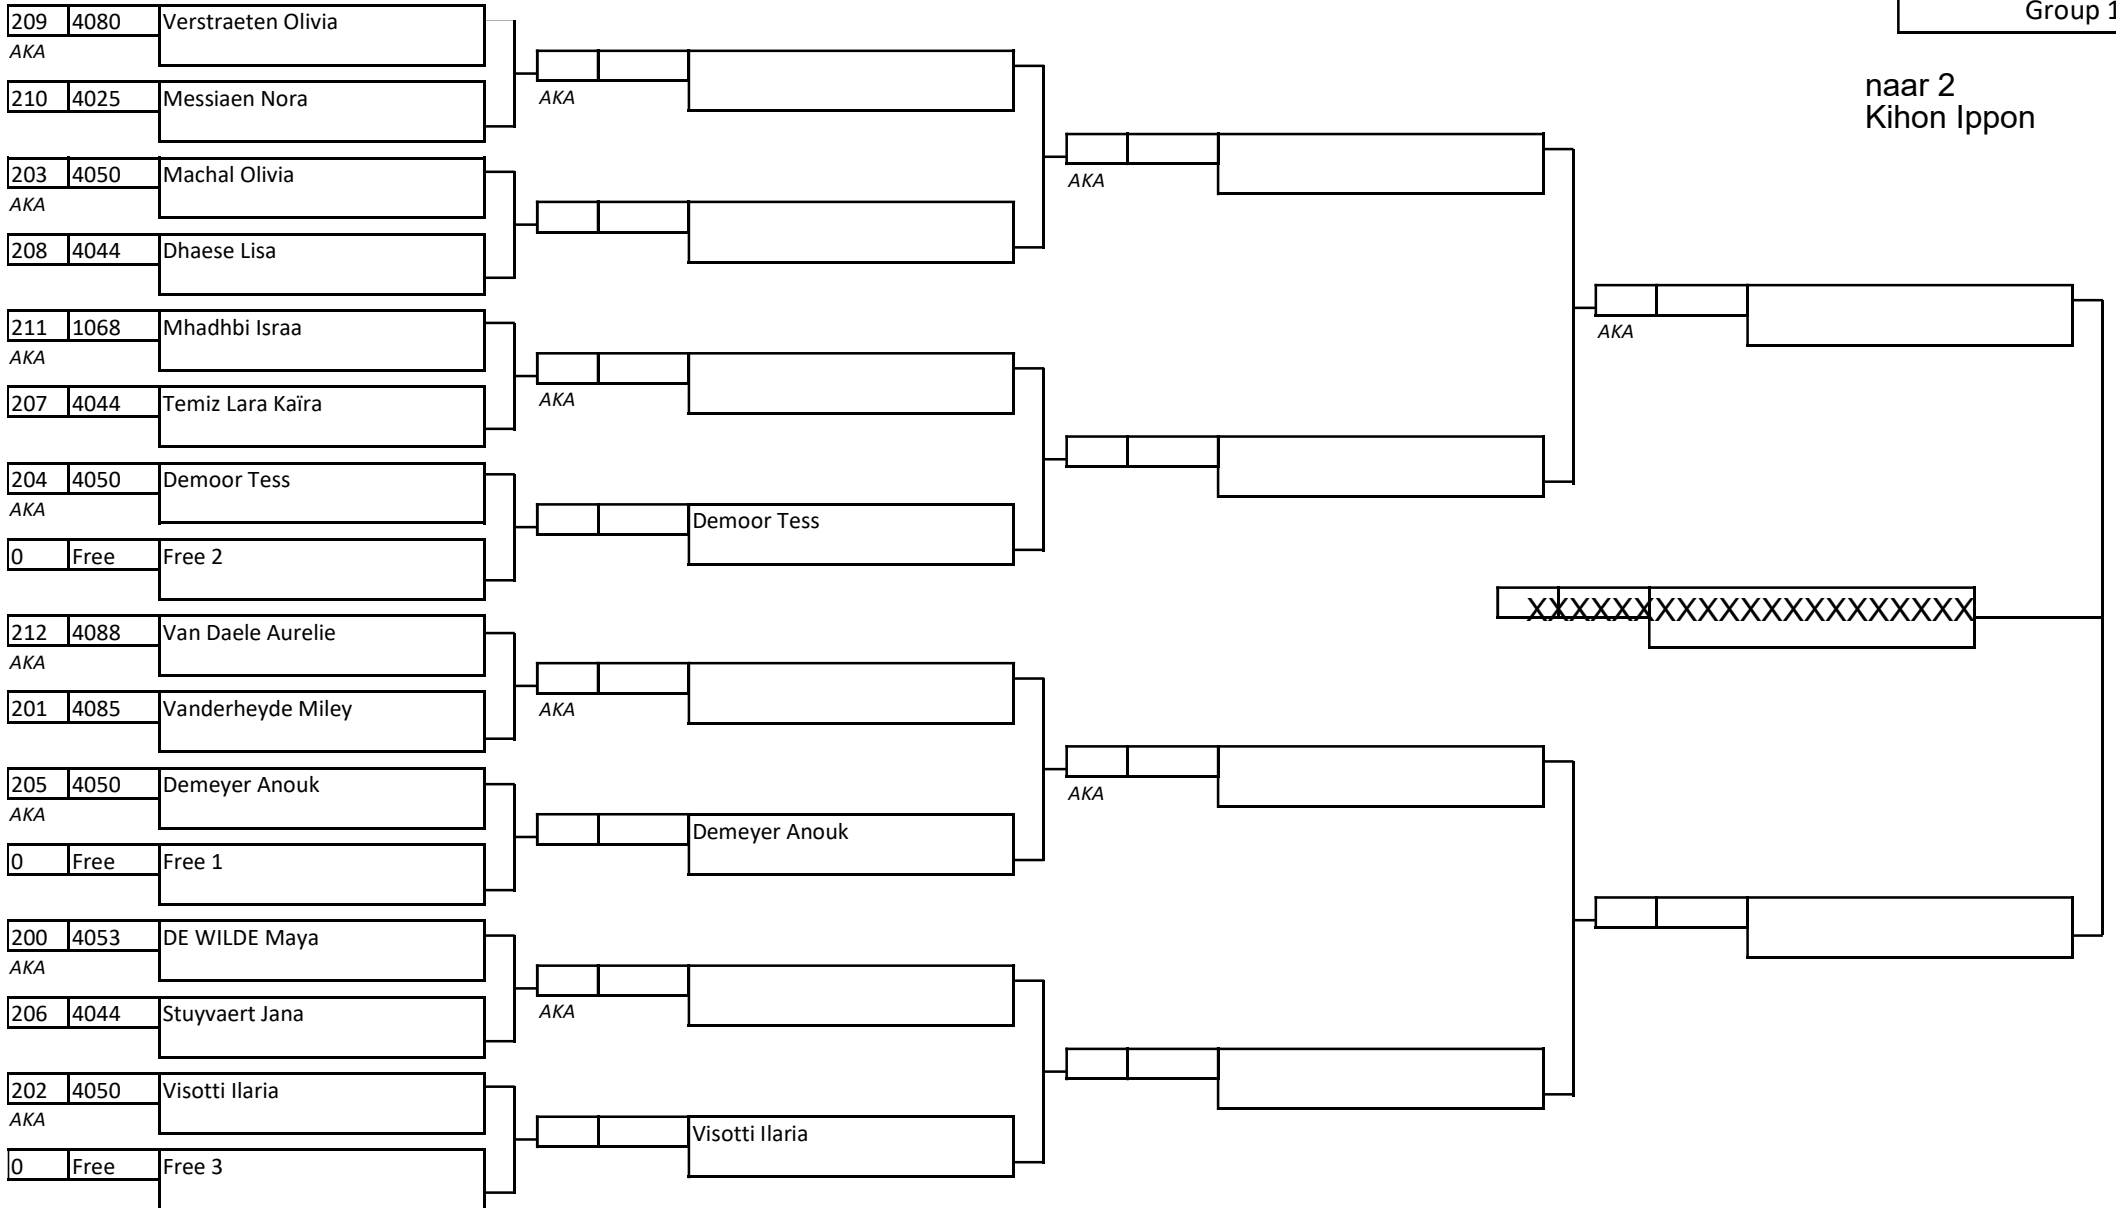 Group 1
naar 2
Kihon Ippon
209 4080 Verstraeten Olivia
AKA
210 4025 Messiaen Nora
203 4050 Machal Olivia
AKA
208 4044 Dhaese Lisa
211 1068 Mhadhbi Israa
AKA
207 4044 Temiz Lara Kaïra
204 4050 Demoor Tess
AKA
0 Free Free 2
212 4088 Van Daele Aurelie
AKA
201 4085 Vanderheyde Miley
205 4050 Demeyer Anouk
AKA
0 Free Free 1
200 4053 DE WILDE Maya
AKA
206 4044 Stuyvaert Jana
202 4050 Visotti Ilaria
AKA
0 Free Free 3
AKA
AKA
Demoor Tess
AKA
Demeyer Anouk
AKA
Visotti Ilaria
AKA
AKA
AKA
XXXXXXXXXXXXXXXXXXXXX